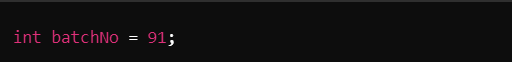 int batchNo = 91;